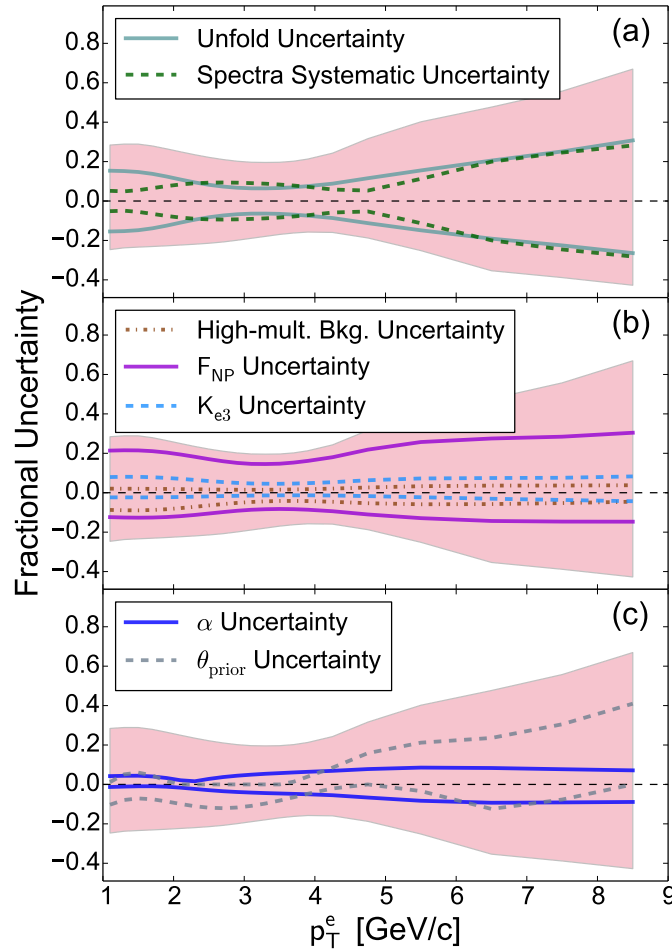 (a)
Unfold Uncertainty
Spectra Systematic Uncertainty
0.8
0.6
0.4
0.2
0.0
−0.2
−0.4
(b)
High-mult. Bkg. Uncertainty
F_NP Uncertainty
K_e3 Uncertainty
0.8
0.6
0.4
0.2
0.0
−0.2
−0.4
(c)
α Uncertainty
θ_prior Uncertainty
0.8
0.6
0.4
0.2
0.0
−0.2
−0.4
Fractional Uncertainty
1 2 3 4 5 6 7 8 9
p_T^e [GeV/c]